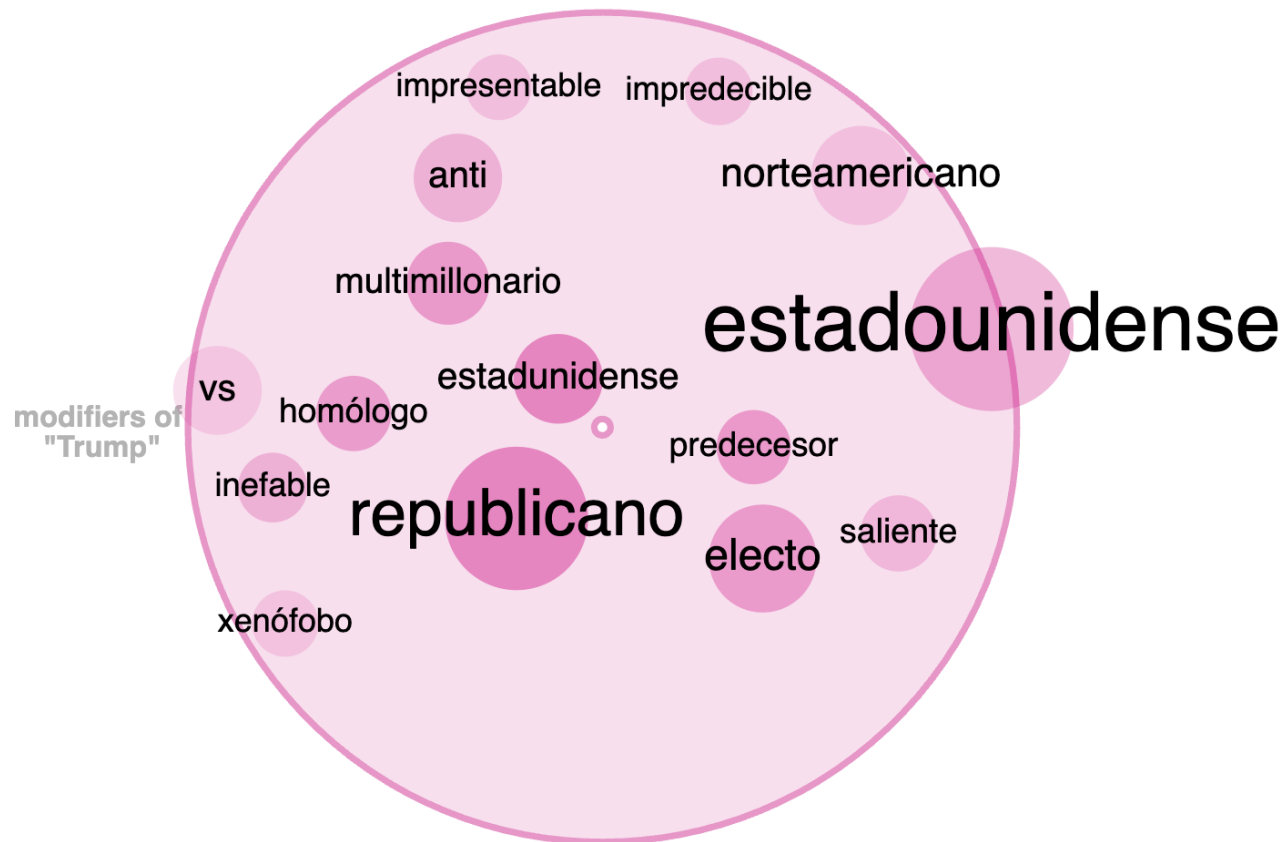 impresentable
impredecible
anti
norteamericano
multimillonario
estadounidense
estadunidense
vs
homólogo
modifiers of
"Trump"
predecesor
inefable
republicano
saliente
electo
xenófobo